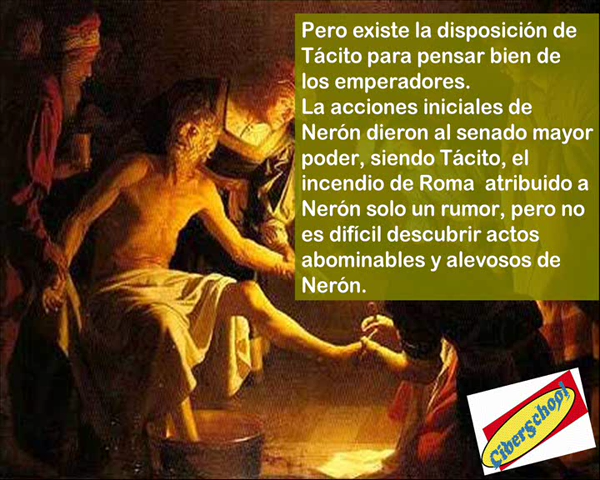 Pero existe la disposición de
Tácito para pensar bien de
los emperadores.
La acciones iniciales de
Nerón dieron al senado mayor
poder, siendo Tácito, el
incendio de Roma atribuido a
Nerón solo un rumor, pero no
es difícil descubrir actos
abominables y alevosos de
Nerón.
CiberSchool